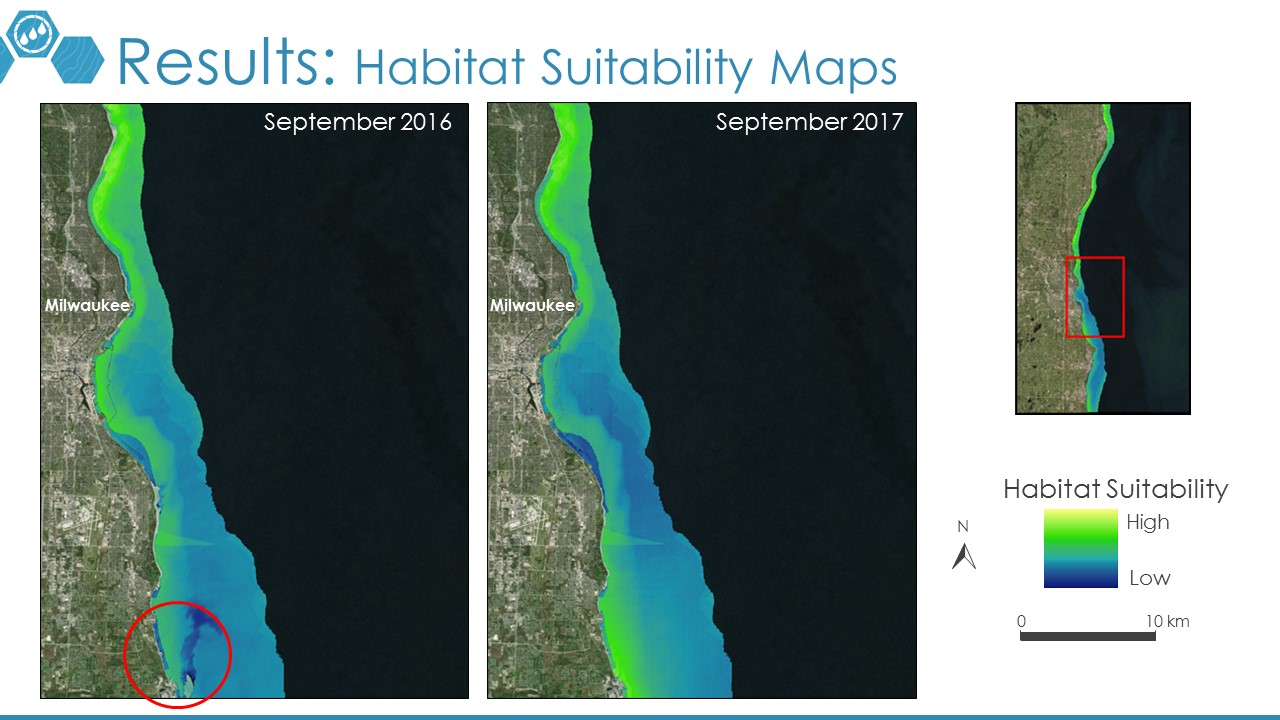 Results: Habitat Suitability Maps
September 2016
Milwaukee
September 2017
Milwaukee
Habitat Suitability
High
Low
N
0 10 km